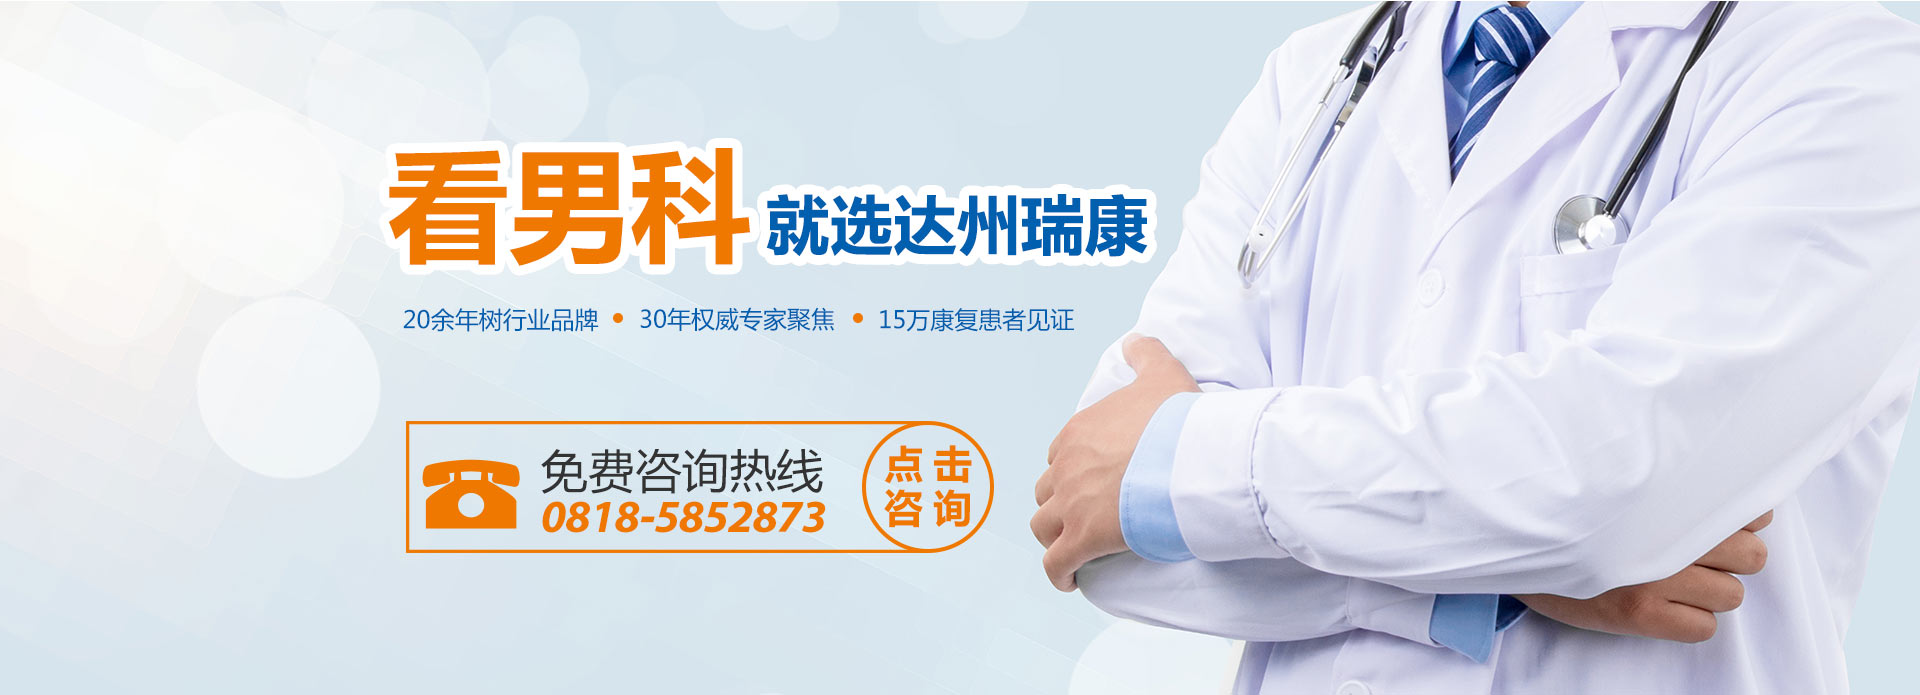 看男科 就选达州瑞康
20余年树行业品牌 • 30年权威专家聚焦 • 15万康复患者见证
免费咨询热线
0818-5852873
点击
咨询